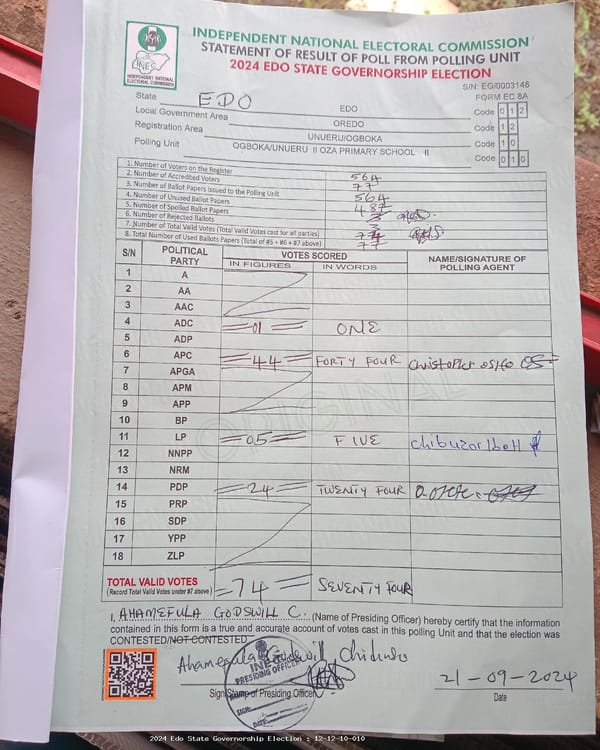 INDEPENDENT NATIONAL ELECTORAL COMMISSION
STATEMENT OF RESULT OF POLL FROM POLLING UNIT
2024 EDO STATE GOVERNORSHIP ELECTION
INEC
INDEPENDENT NATIONAL ELECTORAL COMMISSION
S/N: EG/0003148
FORM EC 8A
State EDO EDO Code 0 1 2
Local Government Area OREDO Code 1 2
Registration Area UNUERU/OGBOKA Code 1 0
Polling Unit OGBOKA/UNUERU II OZA PRIMARY SCHOOL II Code 0 1 0
1. Number of Voters on the Register 564
2. Number of Accredited Voters 77
3. Number of Ballot Papers Issued to the Polling Unit 564
4. Number of Unused Ballot Papers 487
5. Number of Spoiled Ballot Papers
6. Number of Rejected Ballots 3
7. Number of Total Valid Votes (Total Valid Votes cast for all parties) 74
8. Total Number of Used Ballots Papers (Total of #5 + #6 + #7 above) 77
S/N POLITICAL PARTY VOTES SCORED NAME/SIGNATURE OF POLLING AGENT
IN FIGURES IN WORDS
1 A
2 AA
3 AAC
4 ADC 01 ONE
5 ADP
6 APC 44 FORTY FOUR Christopher
7 APGA
8 APM
9 APP
10 BP
11 LP 05 FIVE
12 NNPP
13 NRM
14 PDP 24 TWENTY FOUR
15 PRP
16 SDP
17 YPP
18 ZLP
ORIGINAL
TOTAL VALID VOTES =74= SEVENTY FOUR
(Record Total Valid Votes under #7 above)
I, AHAMEFULA GODSWILL C. (Name of Presiding Officer) hereby certify that the information
contained in this form is a true and accurate account of votes cast in this polling Unit and that the election was
CONTESTED/NOT CONTESTED
Ahamefula Godswill
INEC
PRESIDING OFFICER
SIGN:
DATE:
Sign/Stamp of Presiding Officer
21-09-2024
Date
2024 Edo State Governorship Election : 12-12-10-010